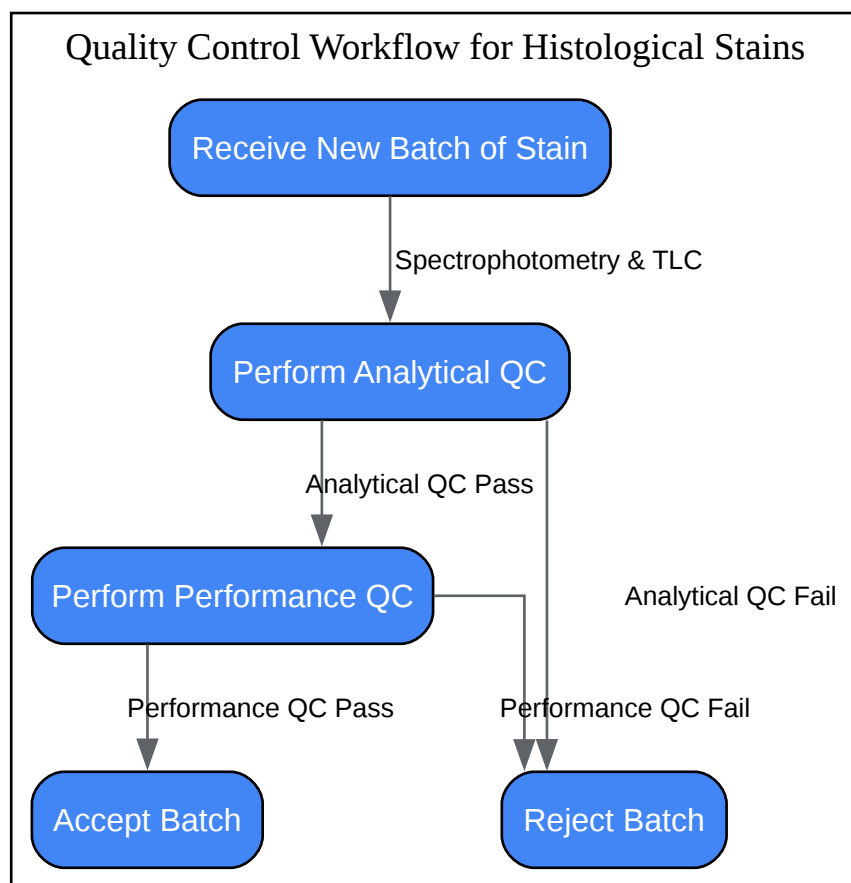 Quality Control Workflow for Histological Stains
Receive New Batch of Stain
Spectrophotometry & TLC
Perform Analytical QC
Analytical QC Pass
Perform Performance QC
Analytical QC Fail
Performance QC Pass
Performance QC Fail
Accept Batch
Reject Batch